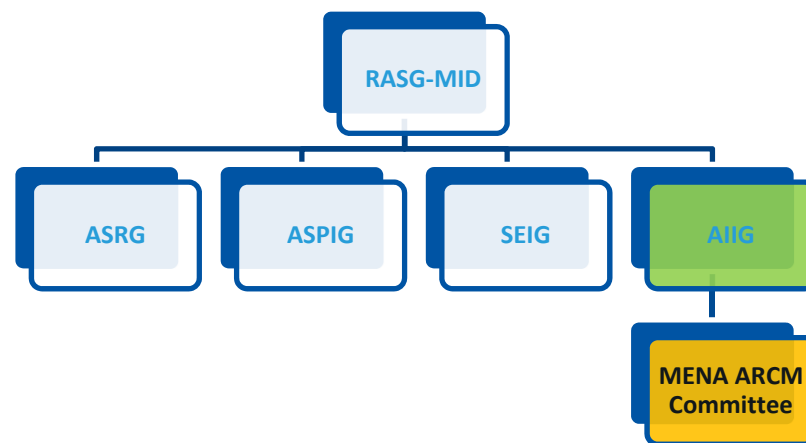 RASG-MID
ASRG
ASPIG
SEIG
AIIG
MENA ARCM
Committee